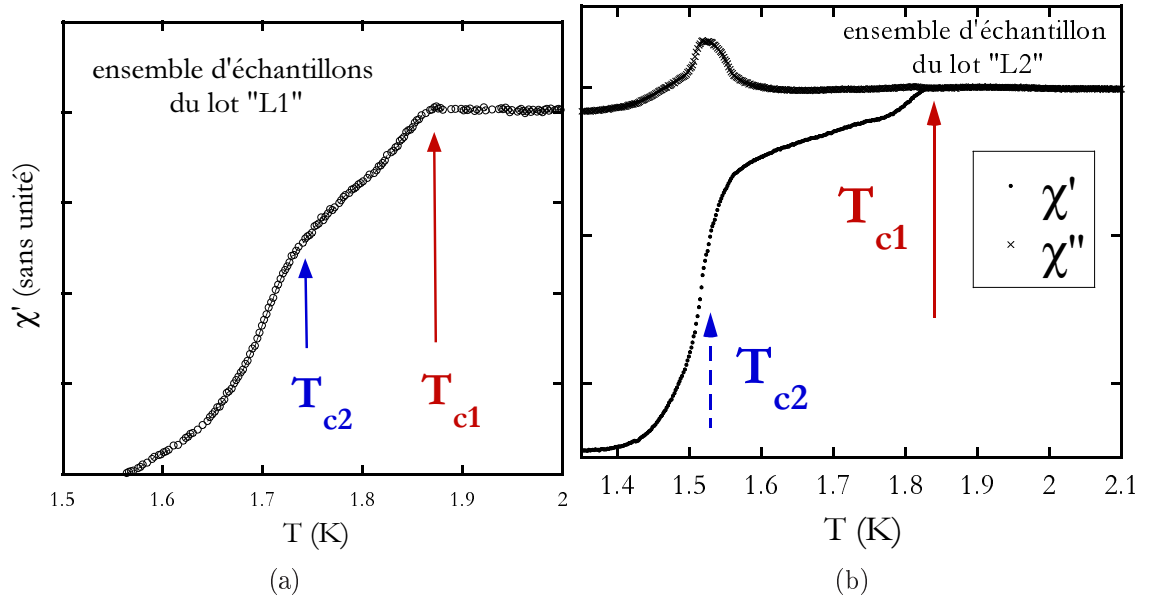 ensemble d'échantillons
du lot "L1"
χ' (sans unité)
T c2
T c1
1.5 1.6 1.7 1.8 1.9 2
T (K)
(a)
ensemble d'échantillon
du lot "L2"
T c1
χ'
χ''
T c2
1.4 1.5 1.6 1.7 1.8 1.9 2 2.1
T (K)
(b)